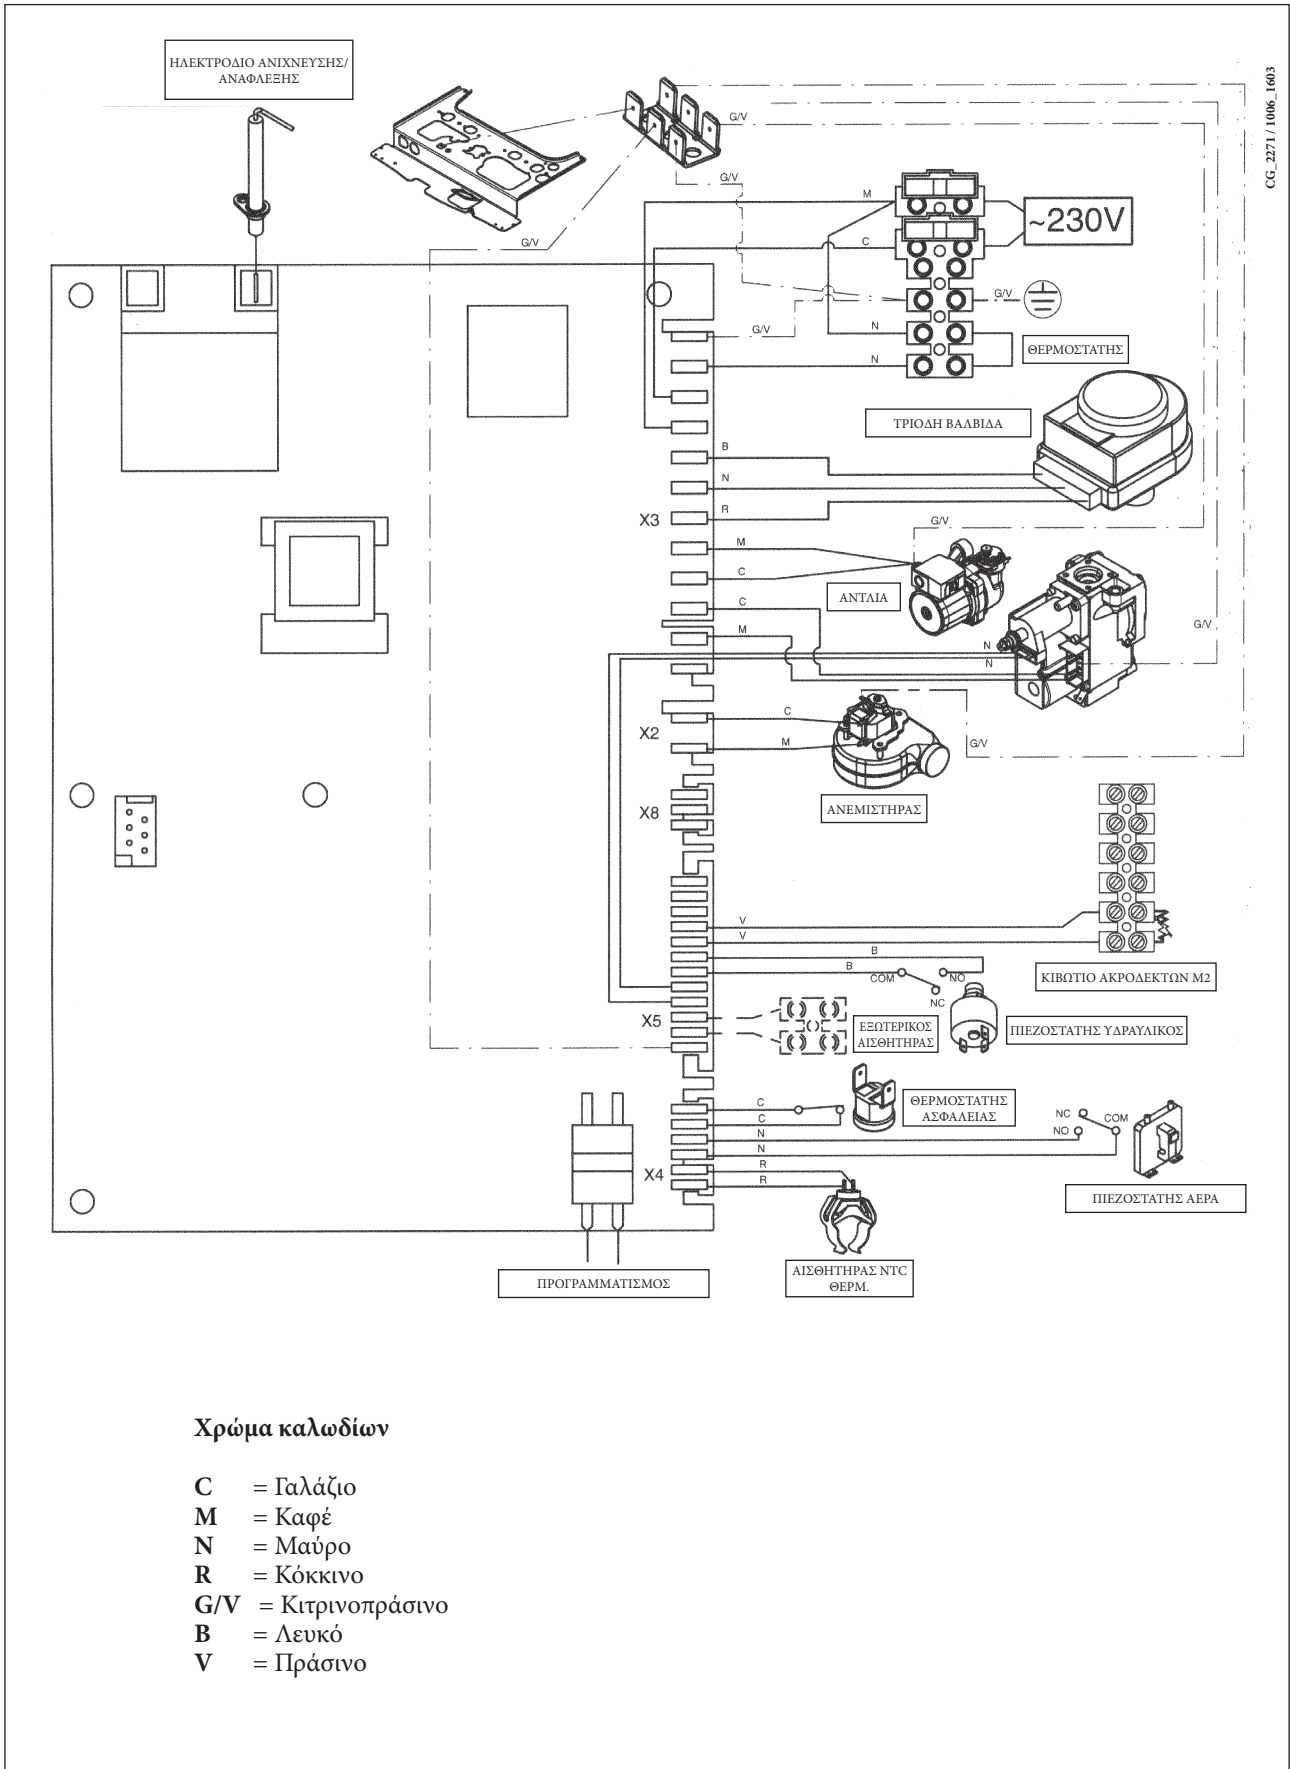 ΗΛΕΚΤΡΟΔΙΟ ΑΝΙΧΝΕΥΣΗΣ/
ΑΝΑΦΛΕΞΗΣ
CG_2271 / 1006_1603
G/V
G/V
G/V
M
C
~230V
G/V
G/V
N
N
ΘΕΡΜΟΣΤΑΤΗΣ
ΤΡΙΟΔΗ ΒΑΛΒΙΔΑ
B
N
R
X3
G/V
M
C
ΑΝΤΛΙΑ
C
M
G/V
N
N
X2
C
M
G/V
ΑΝΕΜΙΣΤΗΡΑΣ
X8
V
V
B
B
COM
NO
NC
ΚΙΒΩΤΙΟ ΑΚΡΟΔΕΚΤΩΝ M2
X5
ΕΞΩΤΕΡΙΚΟΣ
ΑΙΣΘΗΤΗΡΑΣ
ΠΙΕΖΟΣΤΑΤΗΣ ΥΔΡΑΥΛΙΚΟΣ
C
C
ΘΕΡΜΟΣΤΑΤΗΣ
ΑΣΦΑΛΕΙΑΣ
NC
NO
COM
N
N
X4
R
R
ΠΙΕΖΟΣΤΑΤΗΣ ΑΕΡΑ
ΠΡΟΓΡΑΜΜΑΤΙΣΜΟΣ
ΑΙΣΘΗΤΗΡΑΣ NTC
ΘΕΡΜ.
Χρώμα καλωδίων
C = Γαλάζιο
M = Καφέ
N = Μαύρο
R = Κόκκινο
G/V = Κιτρινοπράσινο
B = Λευκό
V = Πράσινο